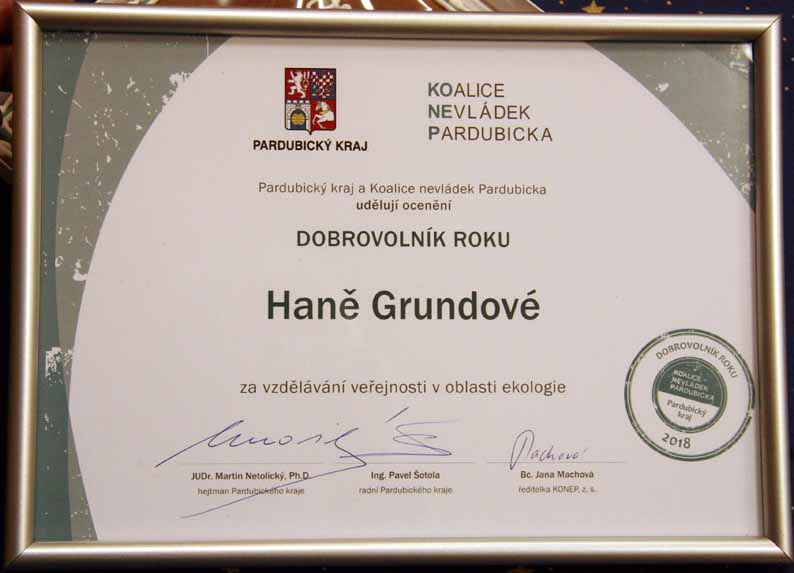 PARDUBICKÝ KRAJ
KOALICE
NEVLÁDEK
PARDUBICKA
Pardubický kraj a Koalice nevládek Pardubicka
udělují ocenění
DOBROVOLNÍK ROKU
Haně Grundové
za vzdělávání veřejnosti v oblasti ekologie
DOBROVOLNÍK ROKU
KOALICE
NEVLÁDEK
PARDUBICKA
Pardubický
kraj
2018
Machová
JUDr. Martin Netolický, Ph.D.
hejtman Pardubického kraje
Ing. Pavel Šotola
radní Pardubického kraje
Bc. Jana Machová
ředitelka KONEP, z. s.